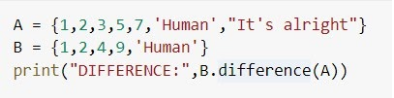 A = {1,2,3,5,7,'Human',"It's alright"}
B = {1,2,4,9,'Human'}
print("DIFFERENCE:",B.difference(A))